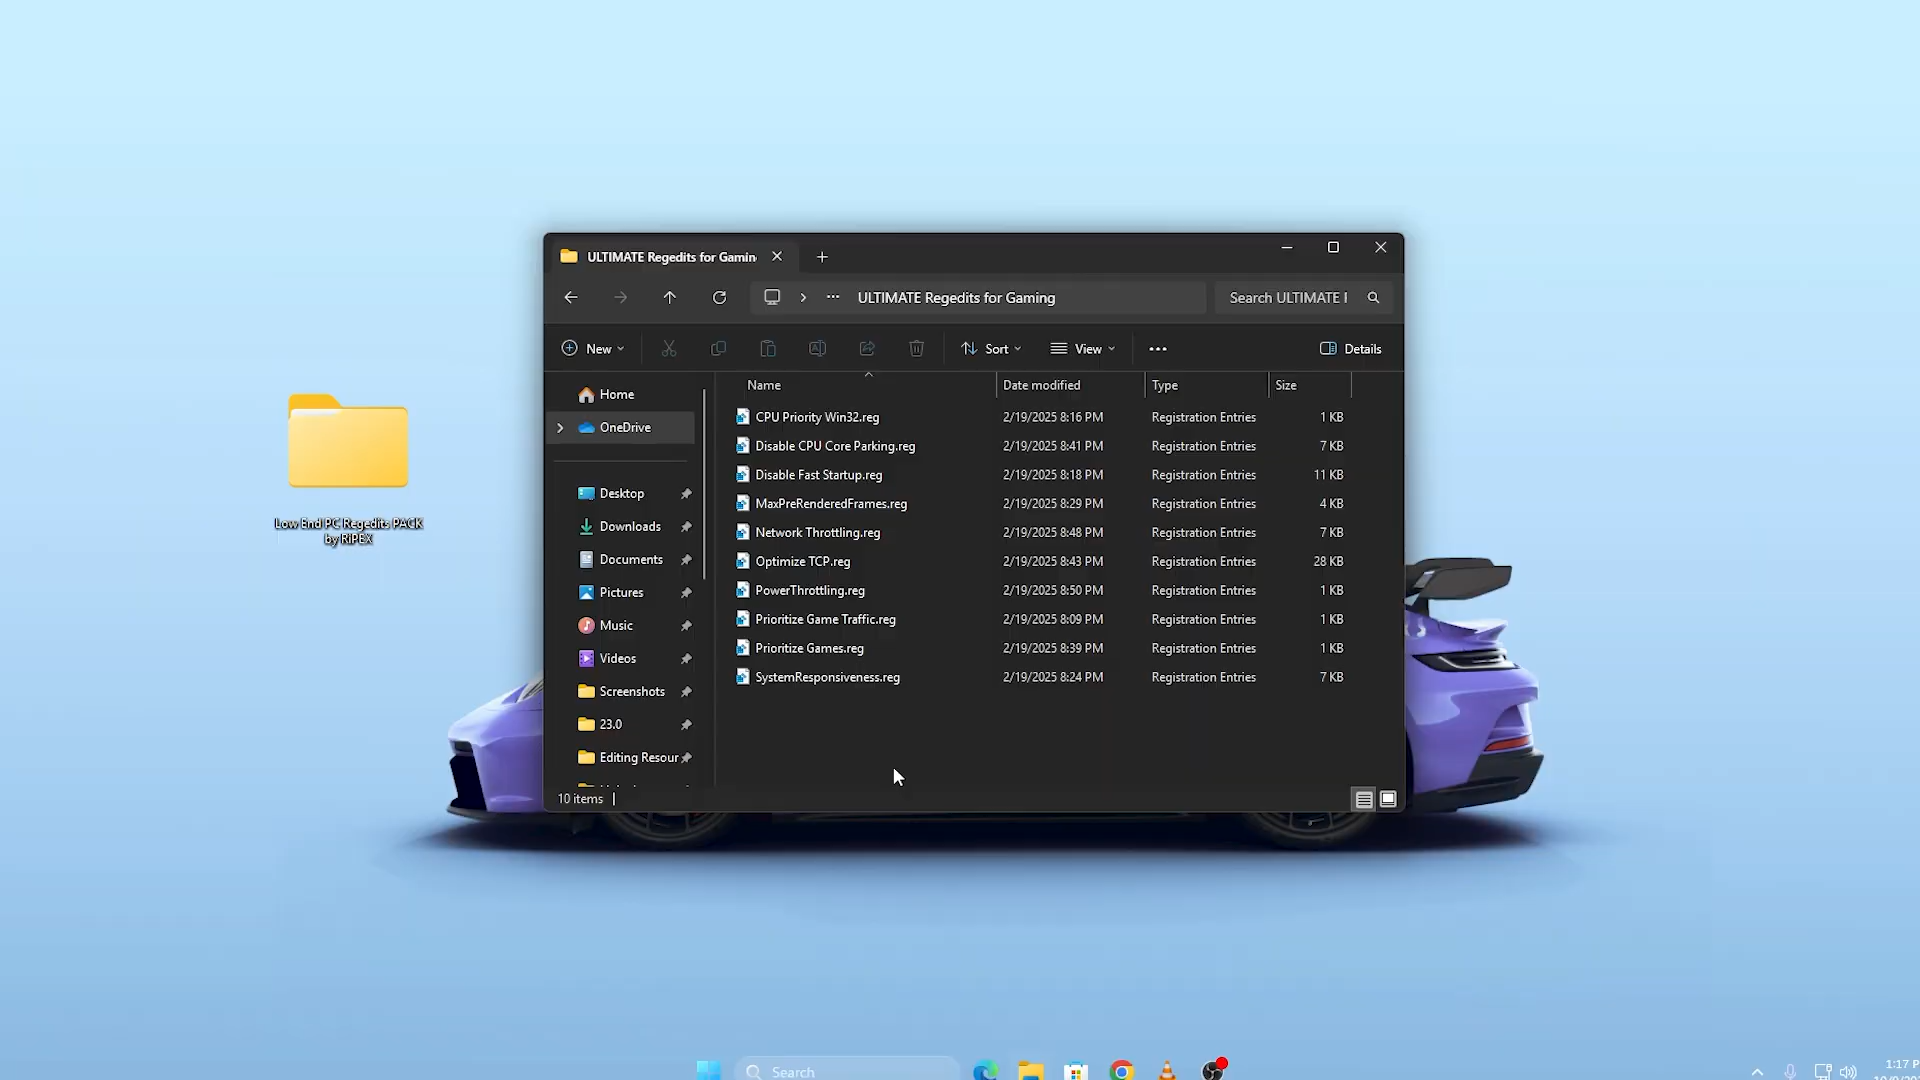 ULTIMATE Regedits for Gamin
ULTIMATE Regedits for Gaming
Search ULTIMATE
New
Sort
View
Details
Name Date modified Type Size
Home
OneDrive
Desktop
Downloads
Documents
Pictures
Music
Videos
Screenshots
23.0
Editing Resour
CPU Priority Win32.reg 2/19/2025 8:16 PM Registration Entries 1 KB
Disable CPU Core Parking.reg 2/19/2025 8:41 PM Registration Entries 7 KB
Disable Fast Startup.reg 2/19/2025 8:18 PM Registration Entries 11 KB
MaxPreRenderedFrames.reg 2/19/2025 8:29 PM Registration Entries 4 KB
Network Throttling.reg 2/19/2025 8:48 PM Registration Entries 7 KB
Optimize TCP.reg 2/19/2025 8:43 PM Registration Entries 28 KB
PowerThrottling.reg 2/19/2025 8:50 PM Registration Entries 1 KB
Prioritize Game Traffic.reg 2/19/2025 8:09 PM Registration Entries 1 KB
Prioritize Games.reg 2/19/2025 8:39 PM Registration Entries 1 KB
SystemResponsiveness.reg 2/19/2025 8:24 PM Registration Entries 7 KB
10 items
Low End PC Regedits PACK
by RiPEX
Search
1:17 P